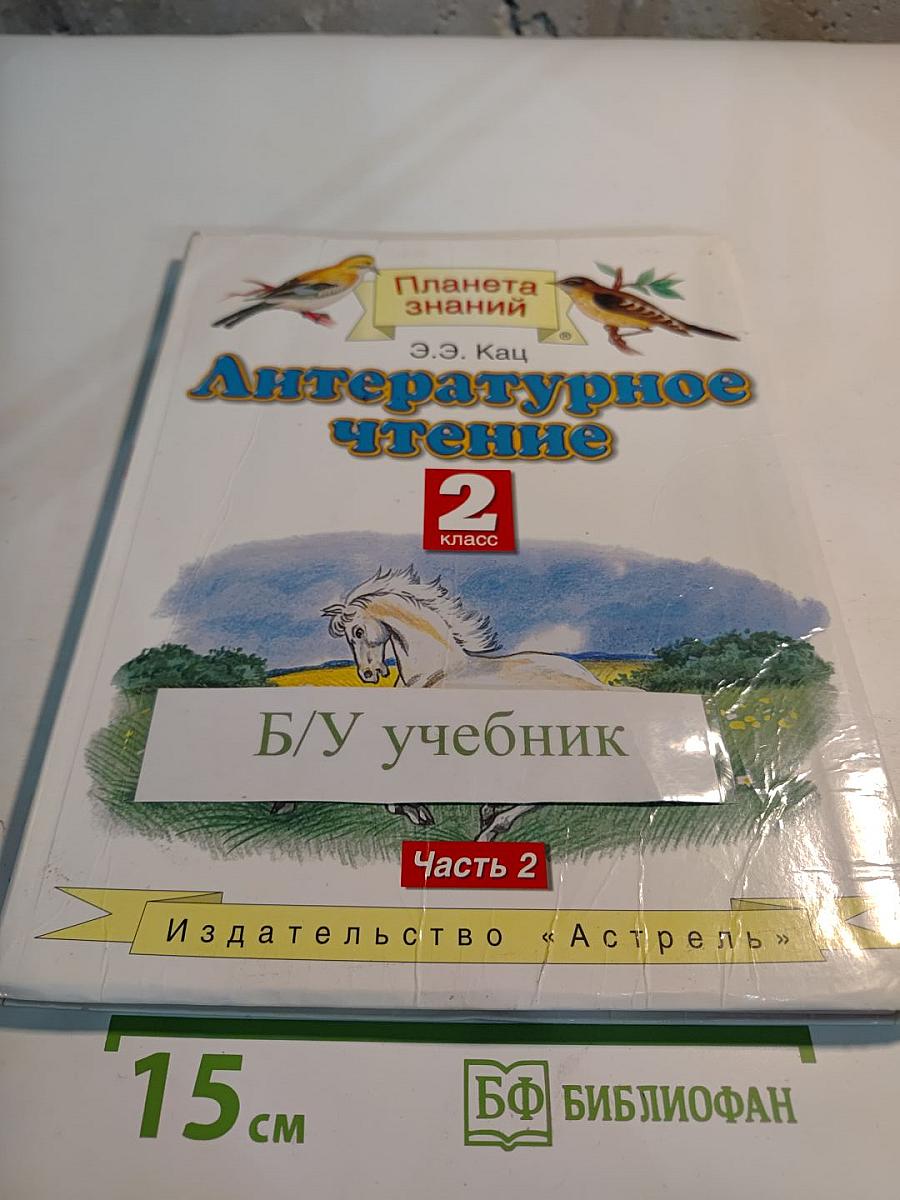 Планета
знаний
®
Э.Э. Кац
Литературное
чтение
2
класс
Б/У учебник
Часть 2
Издательство «Астрель»
15 см
БФ БИБЛИОФАН